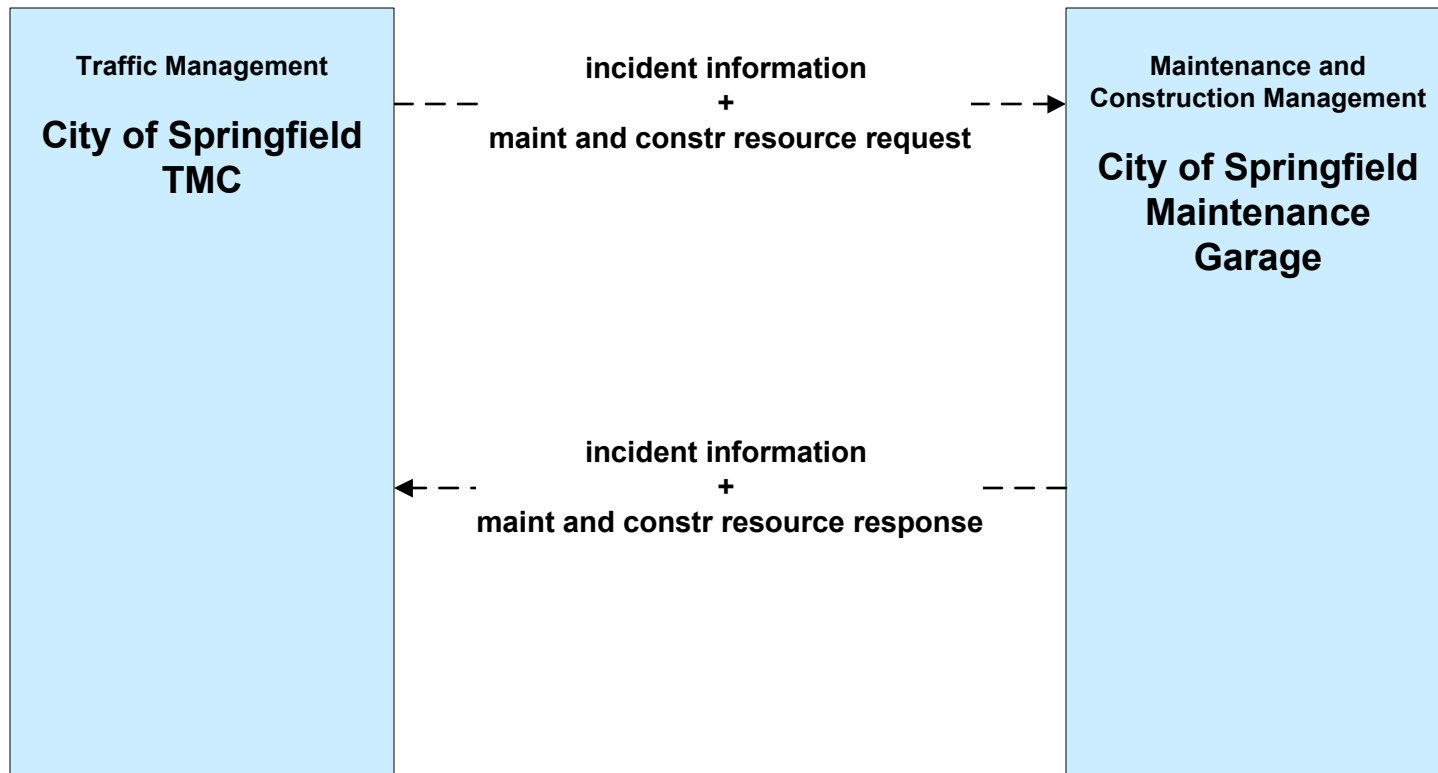 Traffic Management
City of Springfield
TMC
incident information
+
maint and constr resource request
Maintenance and
Construction Management
City of Springfield
Maintenance
Garage
incident information
+
maint and constr resource response